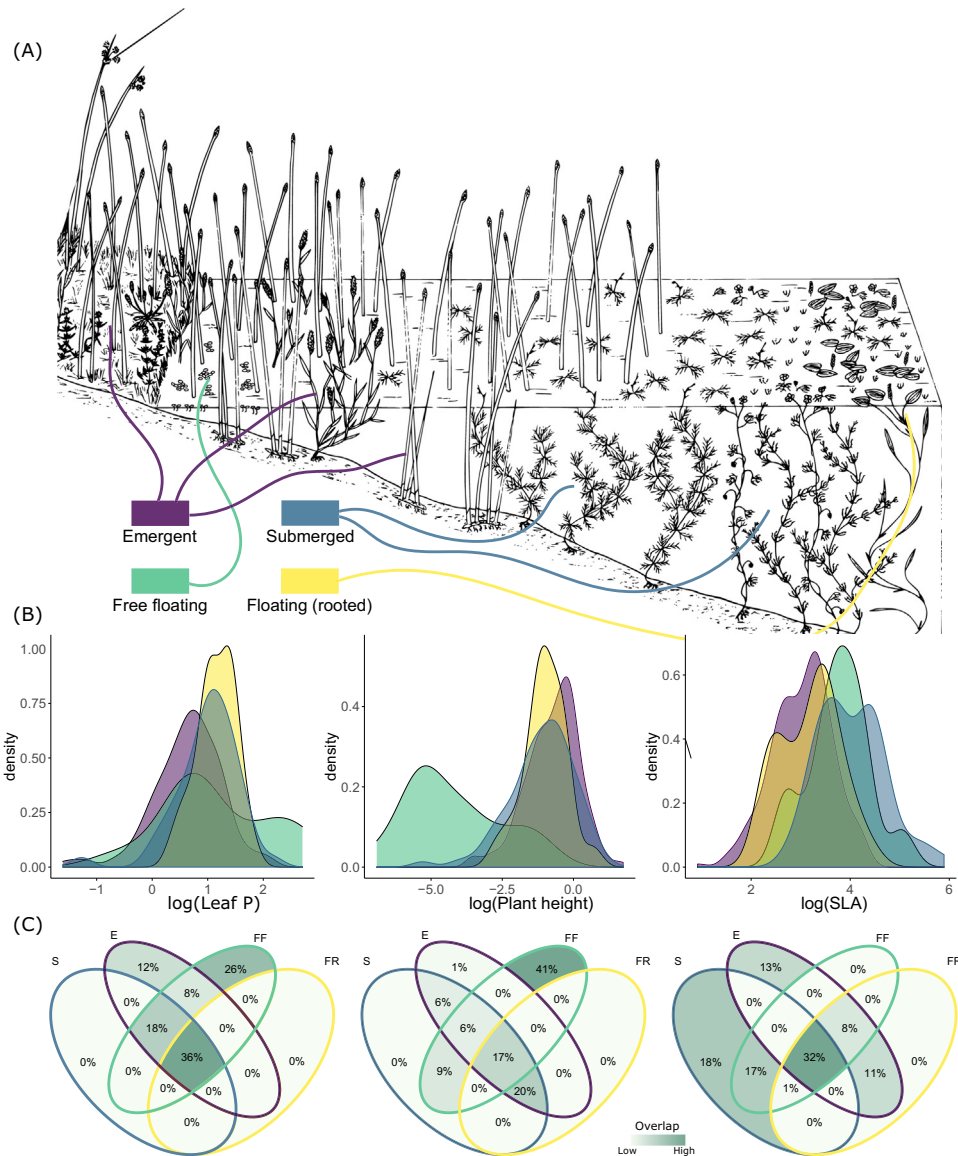 (A)
Emergent
Submerged
Free floating
Floating (rooted)
(B)
1.00
0.75
0.50
0.25
0.00
density
−1
0
1
2
log(Leaf P)
0.4
0.2
0.0
density
−5.0
−2.5
0.0
log(Plant height)
0.6
0.4
0.2
0.0
density
2
4
6
log(SLA)
(C)
S
E
FF
FR
12%
26%
0%
8%
0%
0%
18%
0%
0%
36%
0%
0%
0%
0%
0%
S
E
FF
FR
1%
41%
6%
0%
0%
0%
6%
0%
0%
17%
0%
9%
0%
20%
0%
S
E
FF
FF
13%
0%
0%
0%
0%
18%
0%
8%
0%
32%
17%
11%
1%
0%
0%
Overlap
Low
High